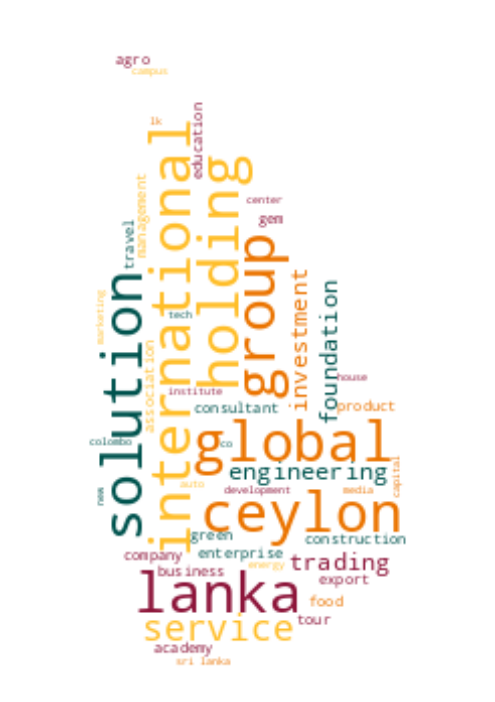 agro
campus
lk
education
international
holding
management
center
gem
travel
group
solution
investment
foundation
marketing
tech
association
house
institute
consultant
product
global
colombo
co
engineering
capital
auto
development
media
new
ceylon
green
construction
company
enterprise
trading
energy
business
export
lanka
food
service
tour
academy
sri lanka